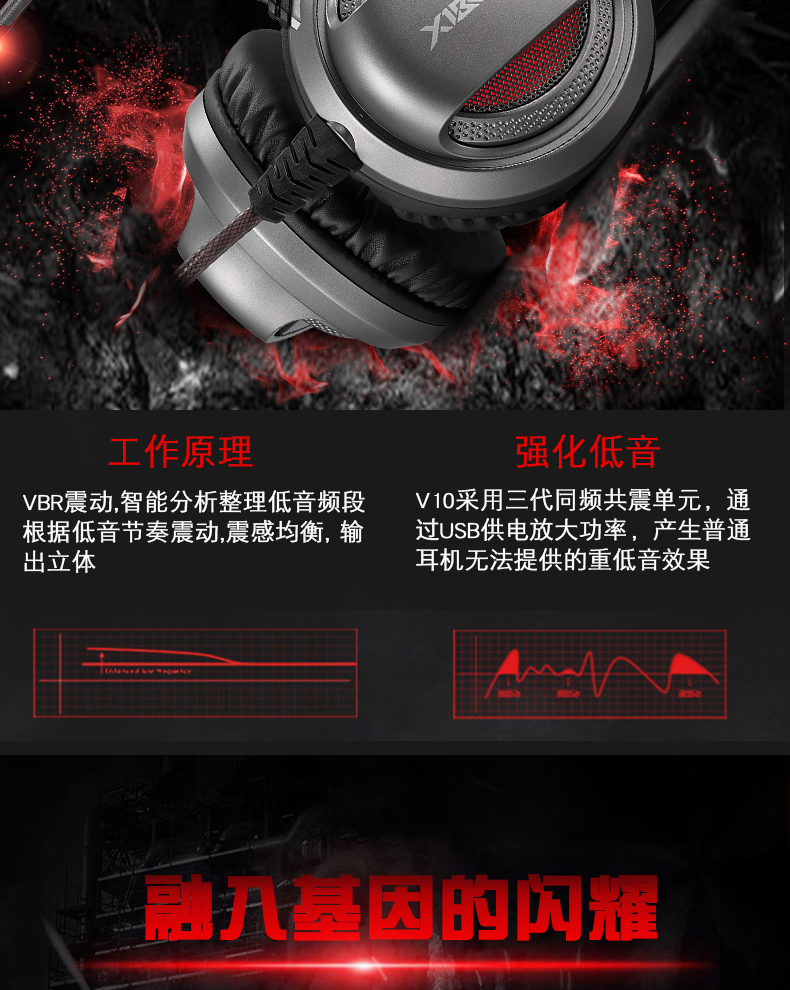 工作原理
VBR震动,智能分析整理低音频段
根据低音节奏震动,震感均衡, 输
出立体
强化低音
V10采用三代同频共震单元，通
过USB供电放大功率，产生普通
耳机无法提供的重低音效果
Enhanced low frequency
融入基因的闪耀